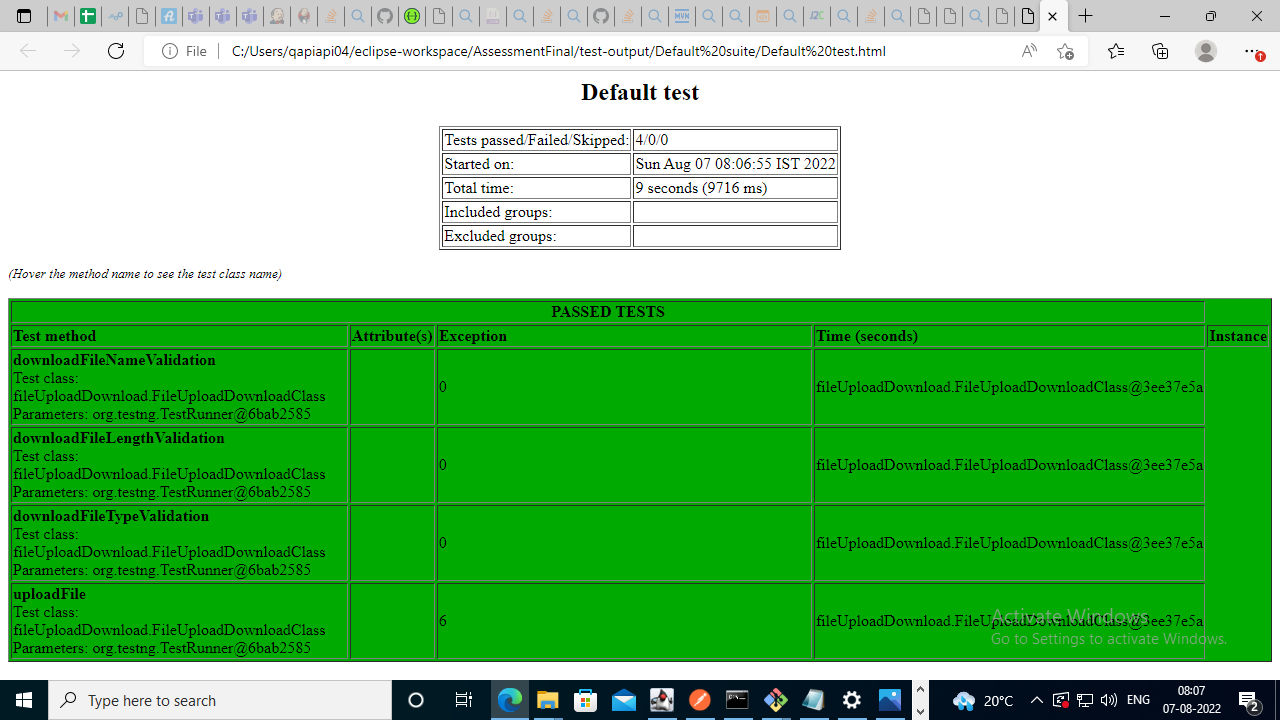 File
C:/Users/qapiapi04/eclipse-workspace/AssessmentFinal/test-output/Default%20suite/Default%20test.html
Default test
Tests passed/Failed/Skipped: 4/0/0
Started on: Sun Aug 07 08:06:55 IST 2022
Total time: 9 seconds (9716 ms)
Included groups:
Excluded groups:
(Hover the method name to see the test class name)
PASSED TESTS
Test method Attribute(s) Exception Time (seconds) Instance
downloadFileNameValidation
Test class:
fileUploadDownload.FileUploadDownloadClass
Parameters: org.testng.TestRunner@6bab2585
0 fileUploadDownload.FileUploadDownloadClass@3ee37e5a
downloadFileLengthValidation
Test class:
fileUploadDownload.FileUploadDownloadClass
Parameters: org.testng.TestRunner@6bab2585
0 fileUploadDownload.FileUploadDownloadClass@3ee37e5a
downloadFileTypeValidation
Test class:
fileUploadDownload.FileUploadDownloadClass
Parameters: org.testng.TestRunner@6bab2585
0 fileUploadDownload.FileUploadDownloadClass@3ee37e5a
uploadFile
Test class:
fileUploadDownload.FileUploadDownloadClass
Parameters: org.testng.TestRunner@6bab2585
6 fileUploadDownload.FileUploadDownloadClass@3ee37e5a
Activate Windows
Go to Settings to activate Windows.
Type here to search
20°C
ENG
08:07
07-08-2022
2